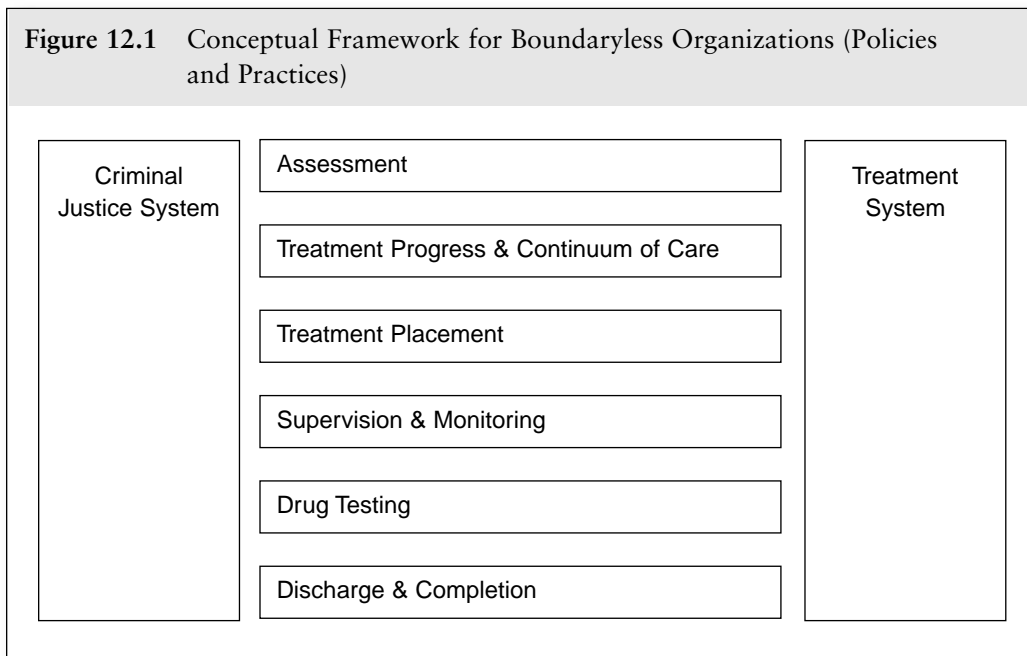 Figure 12.1 Conceptual Framework for Boundaryless Organizations (Policies
and Practices)
Criminal
Justice System
Assessment
Treatment Progress & Continuum of Care
Treatment Placement
Supervision & Monitoring
Drug Testing
Discharge & Completion
Treatment
System